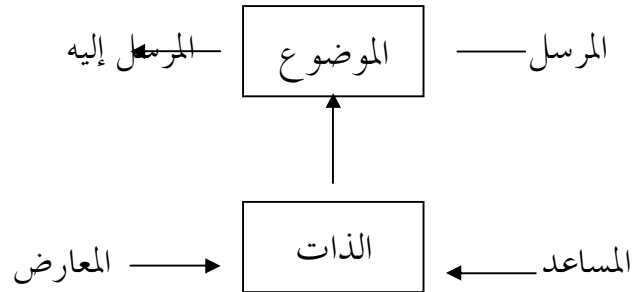 المرسل الموضوع المرسل إليه
المساعد الذات المعارض